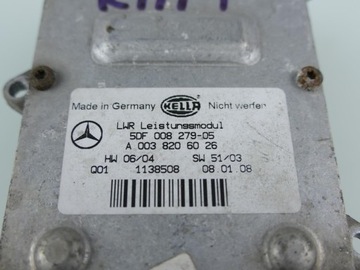 Made in Germany HELLA Nicht werfen
LWR Leistungsmodul
5DF 008 279-05
A 003 820 60 26
HW 06/04 SW 51/03
Q01 1138508 08.01.08